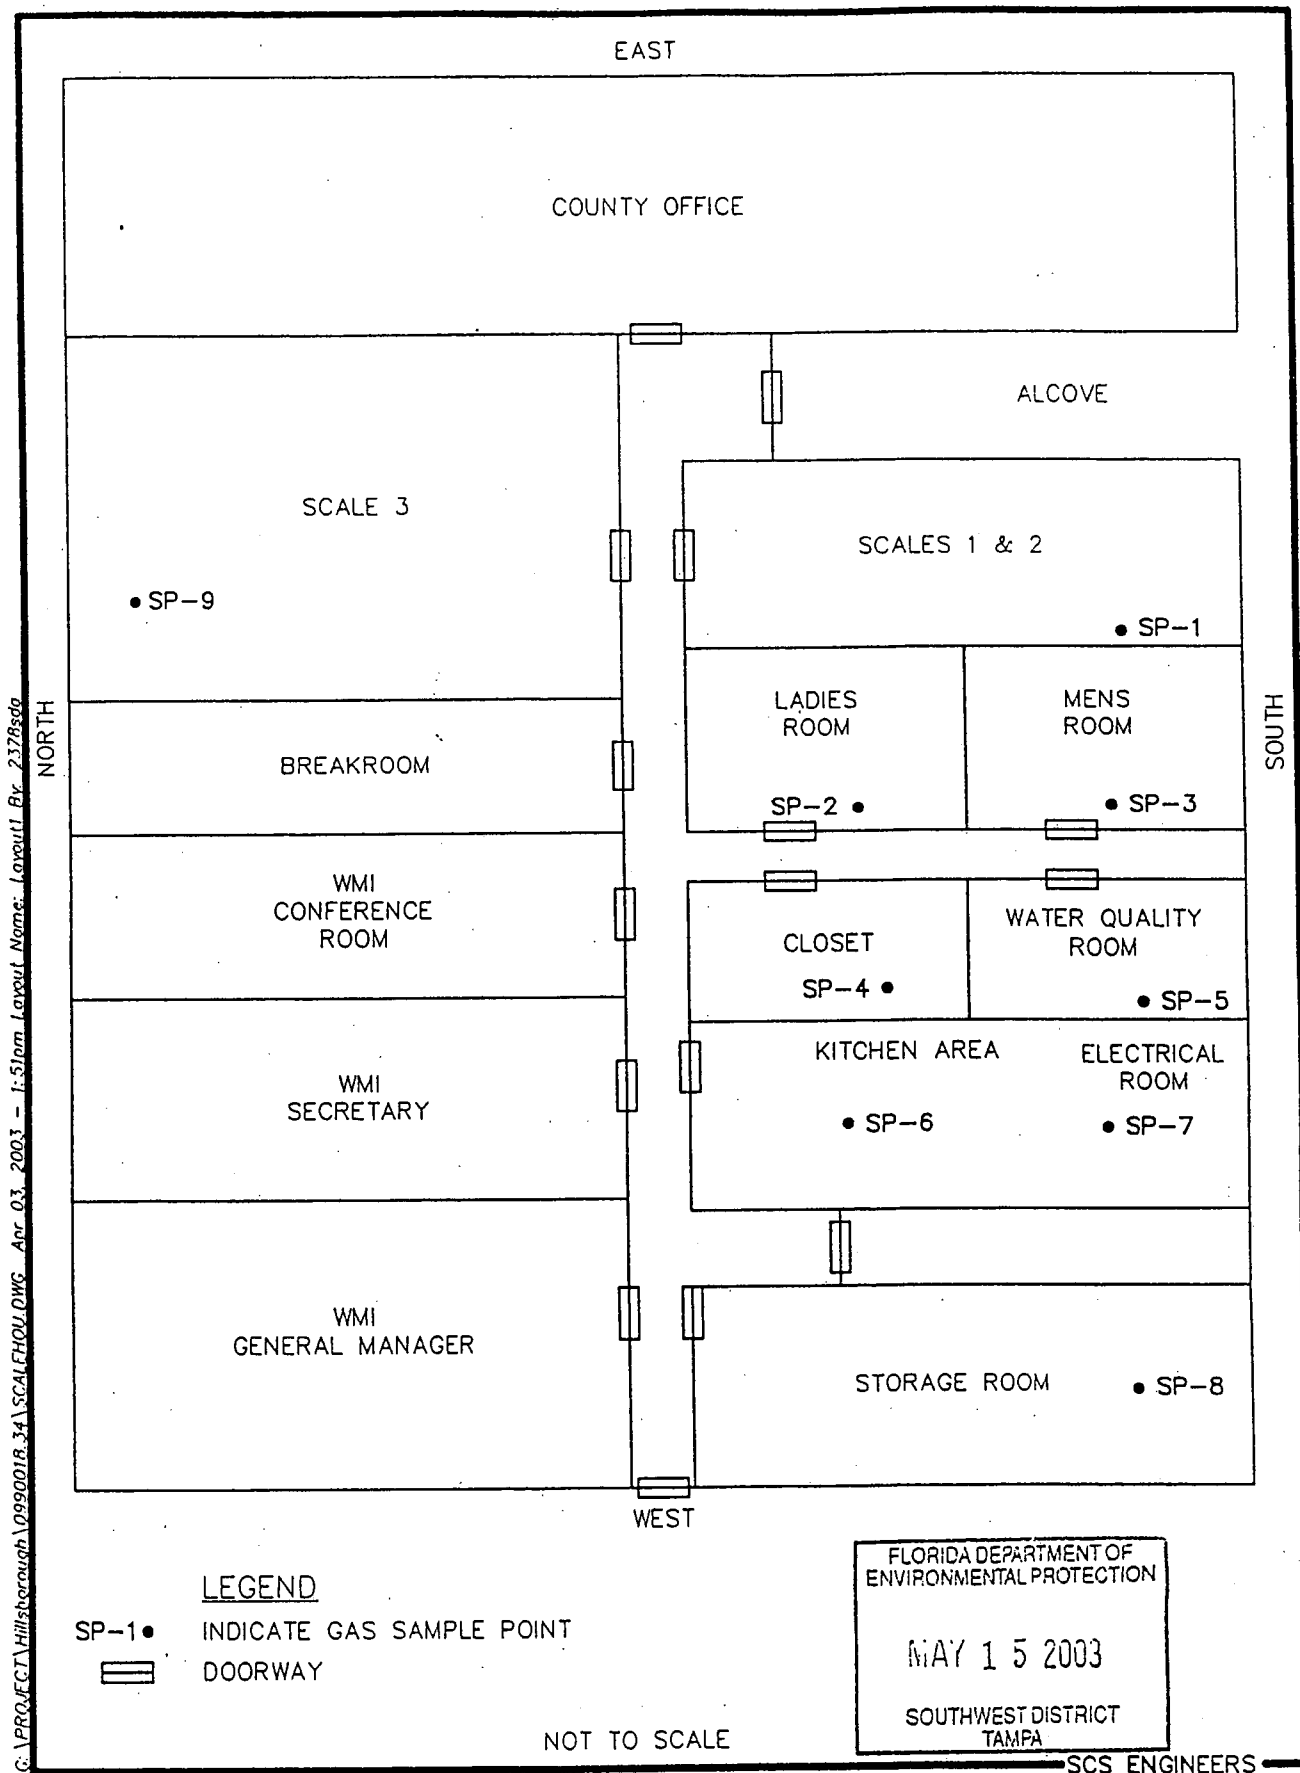 EAST
COUNTY OFFICE
ALCOVE
SCALE 3
SCALES 1 & 2
SP-9
SP-1
LADIES
ROOM
MENS
ROOM
NORTH
SOUTH
BREAKROOM
SP-2
SP-3
WMI
CONFERENCE
ROOM
CLOSET
WATER QUALITY
ROOM
SP-4
SP-5
KITCHEN AREA
ELECTRICAL
ROOM
WMI
SECRETARY
SP-6
SP-7
WMI
GENERAL MANAGER
STORAGE ROOM
SP-8
WEST
G:\PROJECT\Hillsborough\0990018.34\SCALEHOU.DWG Apr 03, 2003 - 1:51pm Layout Name: Layout1 By: 2378sdo
LEGEND
SP-1
INDICATE GAS SAMPLE POINT
DOORWAY
NOT TO SCALE
FLORIDA DEPARTMENT OF
ENVIRONMENTAL PROTECTION
MAY 15 2003
SOUTHWEST DISTRICT
TAMPA
SCS ENGINEERS